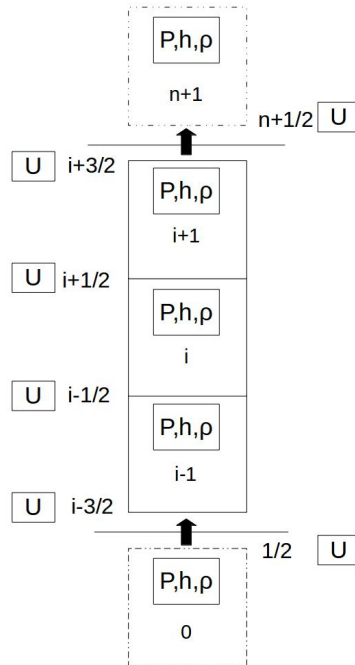 P,h,ρ
n+1
n+1/2 U
U i+3/2
P,h,ρ
i+1
U i+1/2
P,h,ρ
i
U i-1/2
P,h,ρ
i-1
U i-3/2
1/2 U
P,h,ρ
0